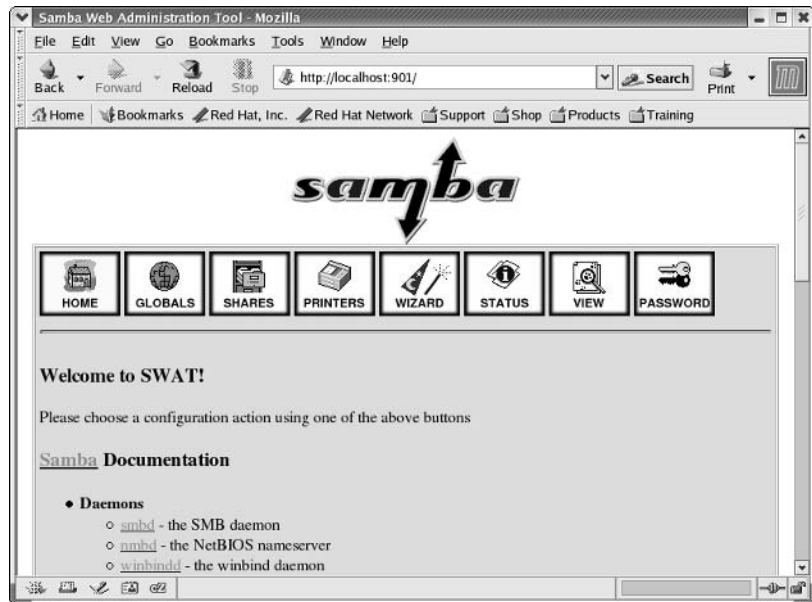 Samba Web Administration Tool - Mozilla
File Edit View Go Bookmarks Tools Window Help
Back Forward Reload Stop http://localhost:901/ Search Print
Home Bookmarks Red Hat, Inc. Red Hat Network Support Shop Products Training
samba
HOME GLOBALS SHARES PRINTERS WIZARD STATUS VIEW PASSWORD
Welcome to SWAT!
Please choose a configuration action using one of the above buttons
Samba Documentation
Daemons
smbd - the SMB daemon
nmbd - the NetBIOS nameserver
winbindd - the winbind daemon